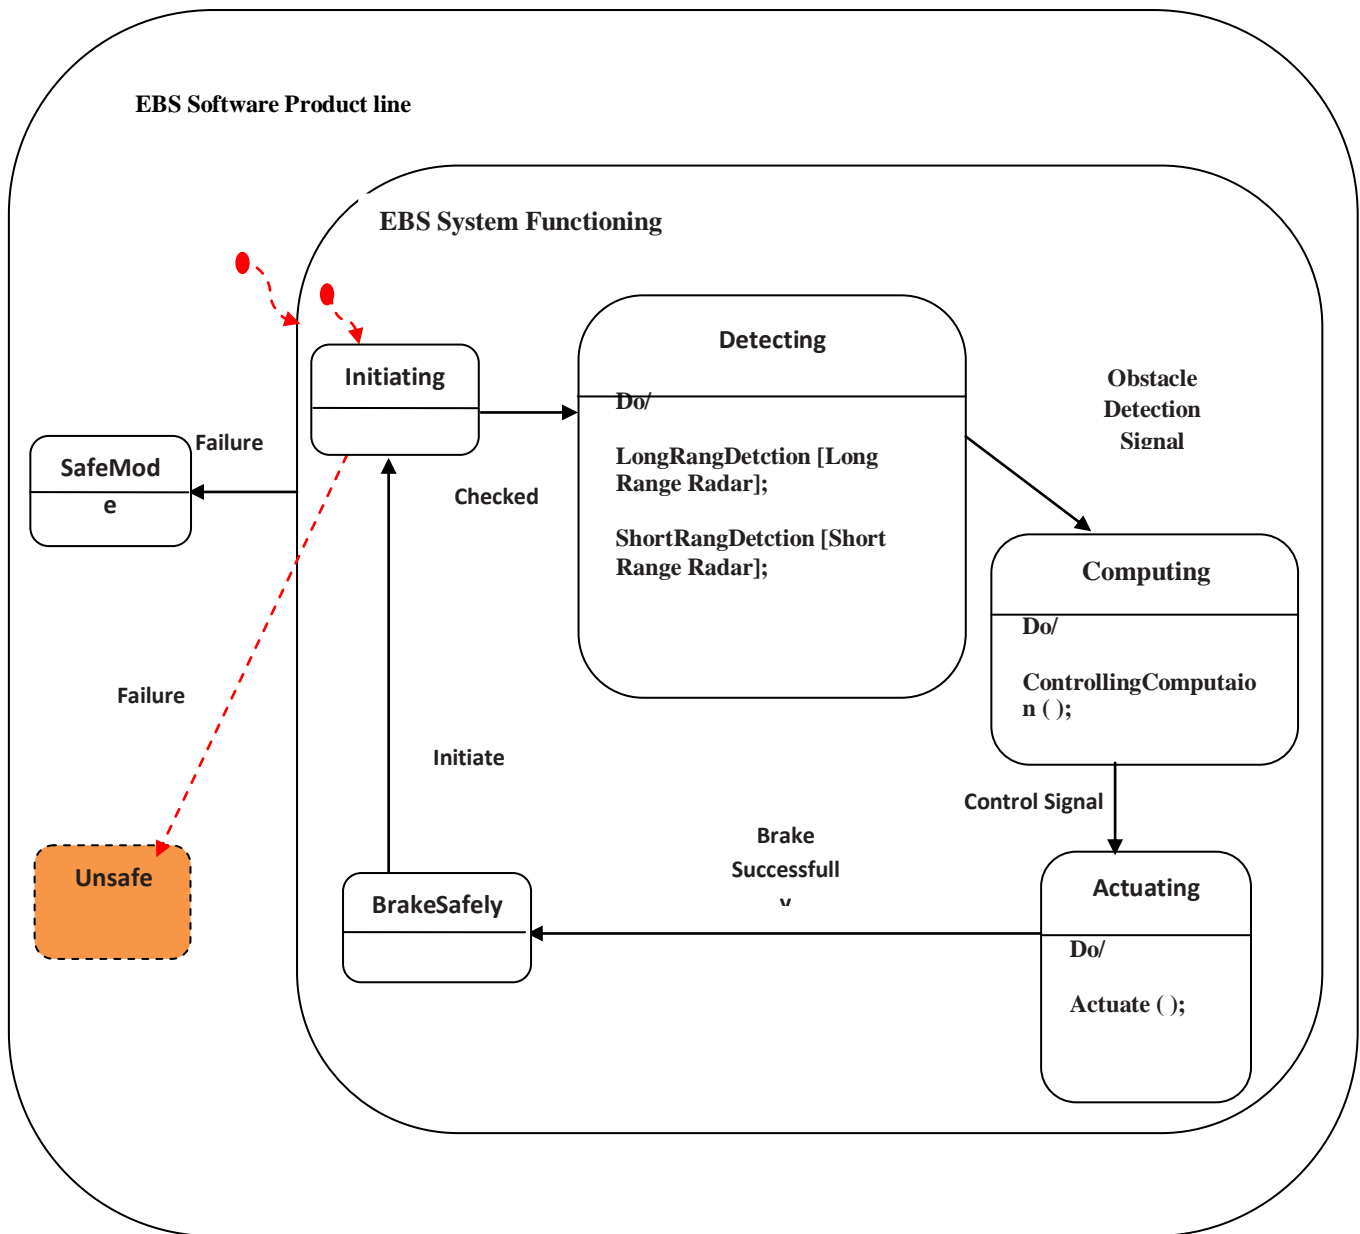 EBS Software Product line
EBS System Functioning
Initiating
Failure
SafeMod
e
Checked
Detecting
Do/
LongRangDetction [Long
Range Radar];
ShortRangDetction [Short
Range Radar];
Obstacle
Detection
Signal
Computing
Do/
ControllingComputaio
n ( );
Control Signal
Actuating
Do/
Actuate ( );
Brake
Successfull
y
BrakeSafely
Initiate
Failure
Unsafe